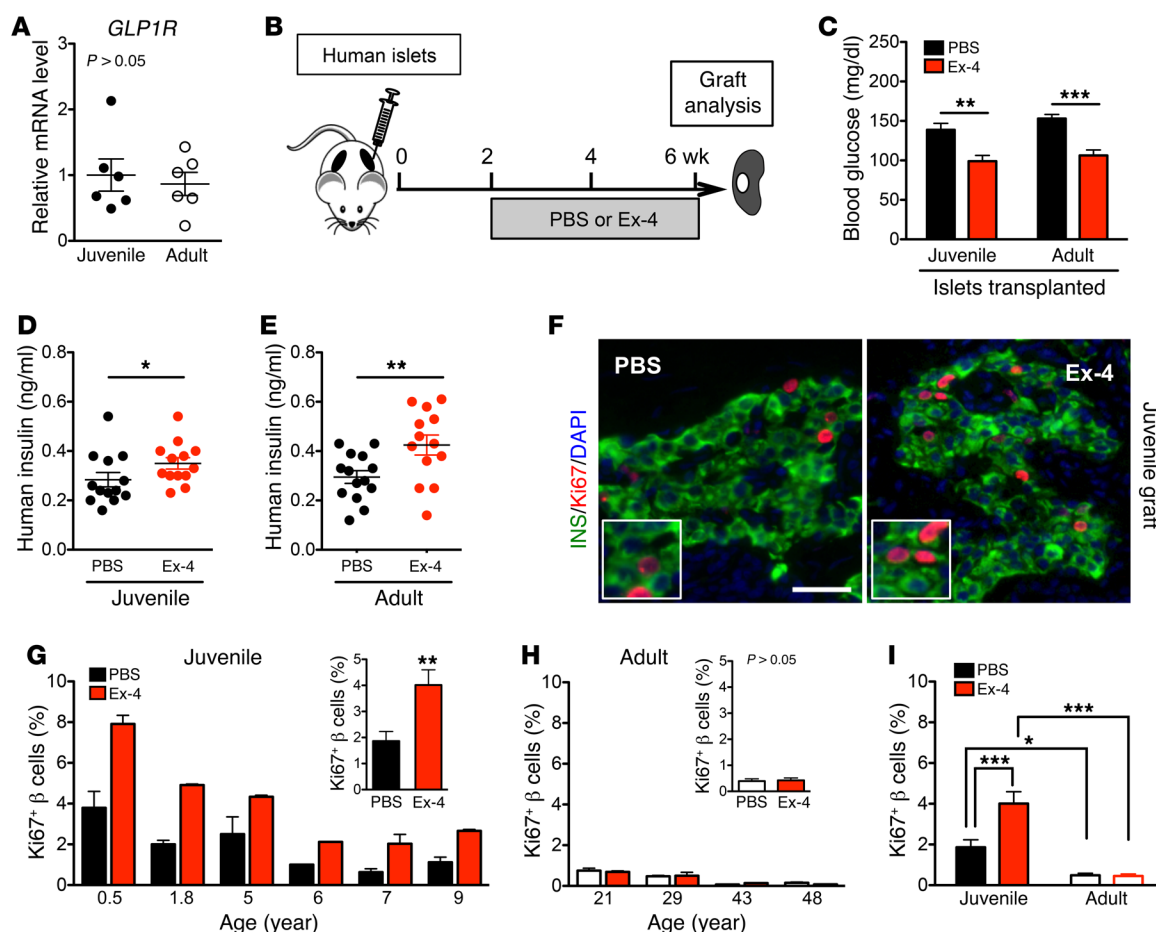 A
GLP1R
P > 0.05
Relative mRNA level
3
2
1
0
Juvenile Adult
B
Human islets
Graft
analysis
0 2 4 6 wk
PBS or Ex-4
C
Blood glucose (mg/dl)
250
200
150
100
50
0
PBS
Ex-4
** ***
Juvenile Adult
Islets transplanted
D
Human insulin (ng/ml)
0.8
0.6
0.4
0.2
0.0
*
PBS Ex-4
Juvenile
E
Human insulin (ng/ml)
0.8
0.6
0.4
0.2
0.0
**
PBS Ex-4
Adult
F
INS/Ki67/DAPI
PBS
Ex-4
Juvenile graft
G
Juvenile
PBS
Ex-4
Ki67+ β cells (%)
10
8
6
4
2
0
0.5 1.8 5 6 7 9
Age (year)
Ki67+ β cells (%)
5
4
3
2
1
0
**
PBS Ex-4
H
Adult
Ki67+ β cells (%)
10
8
6
4
2
0
21 29 43 48
Age (year)
P > 0.05
Ki67+ β cells (%)
5
4
3
2
1
0
PBS Ex-4
I
PBS
Ex-4
Ki67+ β cells (%)
10
8
6
4
2
0
***
*
***
Juvenile Adult